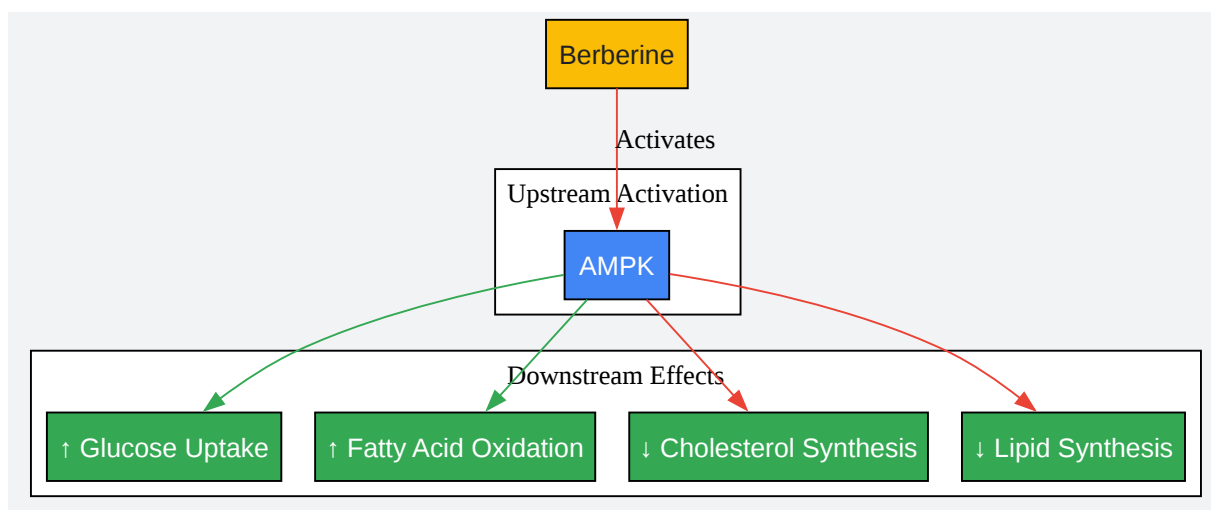 Berberine
Activates
Upstream Activation
AMPK
Downstream Effects
↑ Glucose Uptake
↑ Fatty Acid Oxidation
↓ Cholesterol Synthesis
↓ Lipid Synthesis